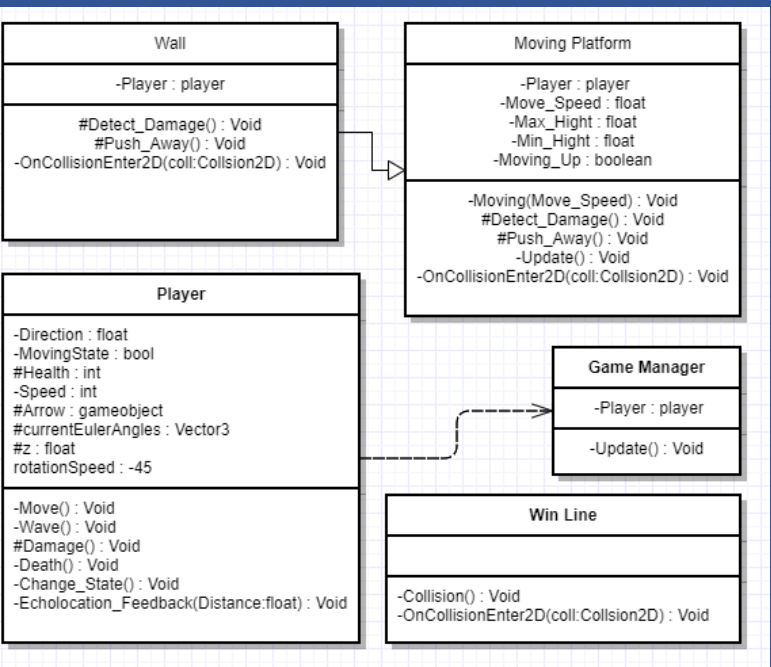 Wall
-Player : player
#Detect_Damage() : Void
#Push_Away() : Void
-OnCollisionEnter2D(coll:Collsion2D) : Void
Moving Platform
-Player : player
-Move_Speed : float
-Max_Hight : float
-Min_Hight : float
-Moving_Up : boolean
-Moving(Move_Speed) : Void
#Detect_Damage() : Void
#Push_Away() : Void
-Update() : Void
-OnCollisionEnter2D(coll:Collsion2D) : Void
Player
-Direction : float
-MovingState : bool
#Health : int
-Speed : int
#Arrow : gameobject
#currentEulerAngles : Vector3
#z : float
rotationSpeed : -45
-Move() : Void
-Wave() : Void
#Damage() : Void
-Death() : Void
-Change_State() : Void
-Echolocation_Feedback(Distance:float) : Void
Game Manager
-Player : player
-Update() : Void
Win Line
-Collision() : Void
-OnCollisionEnter2D(coll:Collsion2D) : Void